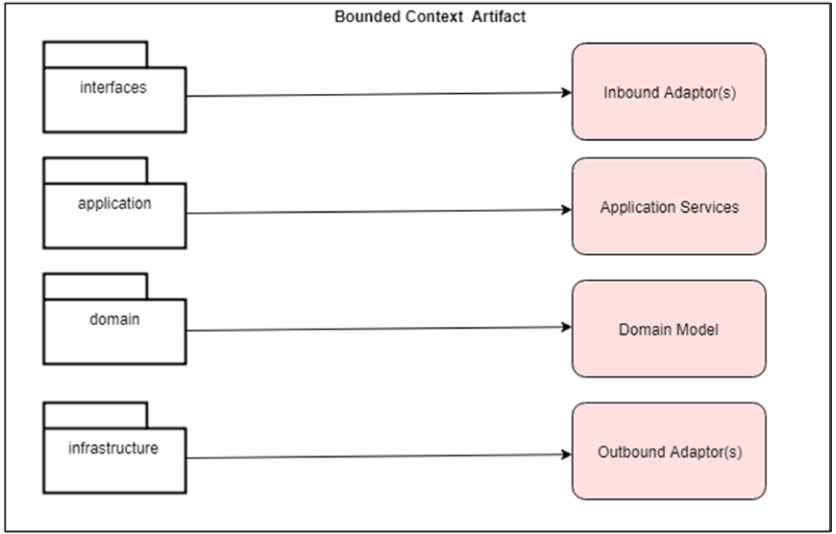 Bounded Context Artifact
interfaces
Inbound Adaptor(s)
application
Application Services
domain
Domain Model
infrastructure
Outbound Adaptor(s)